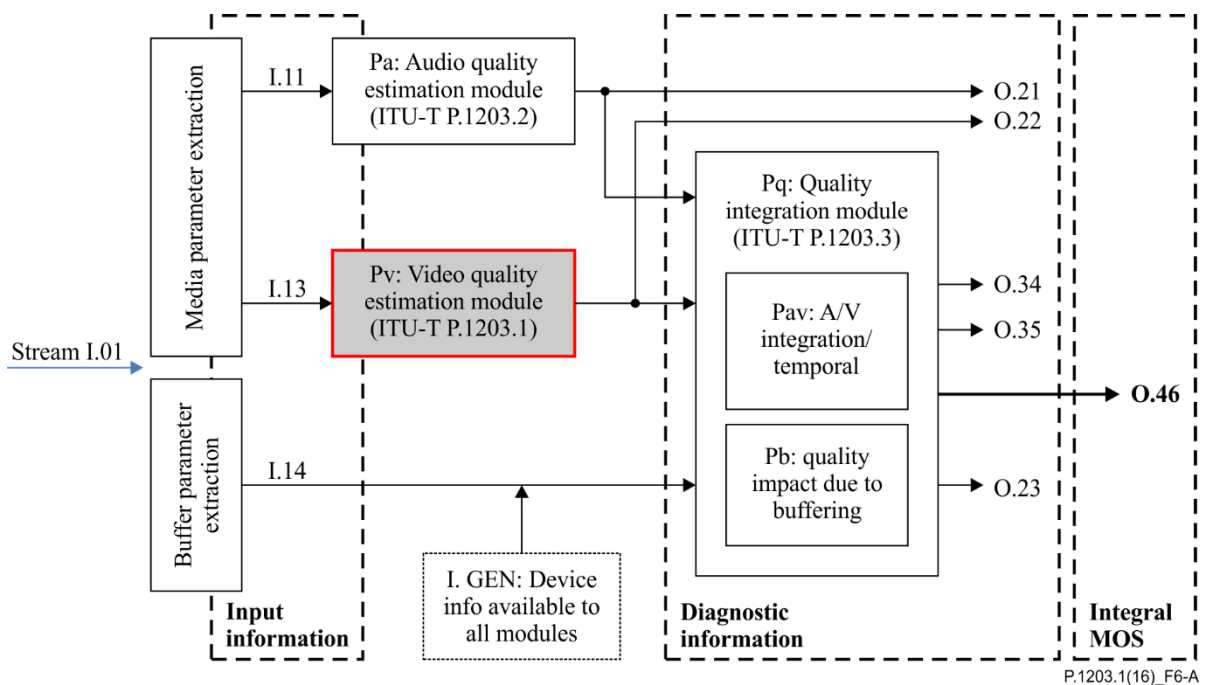 Media parameter extraction
I.11
Pa: Audio quality
estimation module
(ITU-T P.1203.2)
O.21
O.22
Pq: Quality
integration module
(ITU-T P.1203.3)
I.13
Pv: Video quality
estimation module
(ITU-T P.1203.1)
Pav: A/V
integration/
temporal
O.34
O.35
Stream I.01
O.46
Buffer parameter
extraction
I.14
Pb: quality
impact due to
buffering
O.23
I. GEN: Device
info available to
all modules
Input
information
Diagnostic
information
Integral
MOS
P.1203.1(16)_F6-A